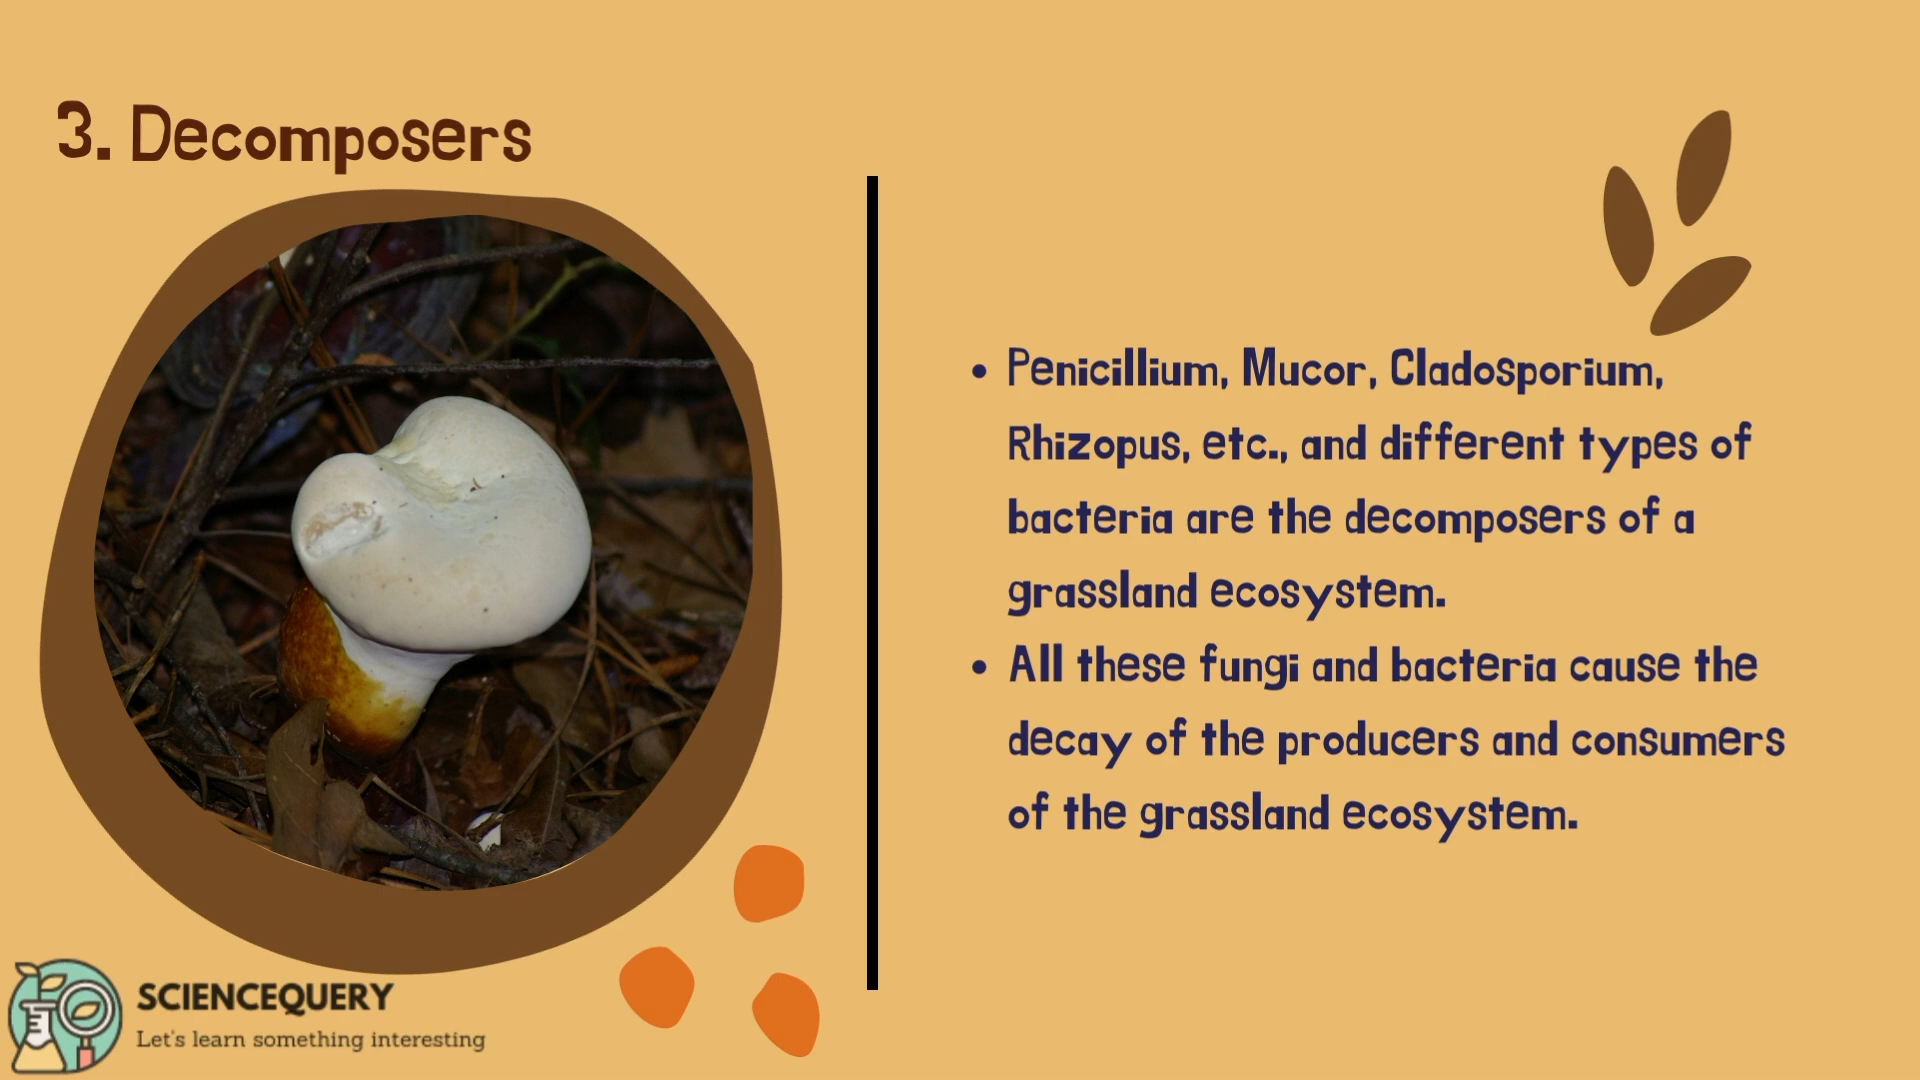 3. Decomposers
• Penicillium, Mucor, Cladosporium,
Rhizopus, etc., and different types of
bacteria are the decomposers of a
grassland ecosystem.
• All these fungi and bacteria cause the
decay of the producers and consumers
of the grassland ecosystem.
SCIENCEQUERY
Let's learn something interesting